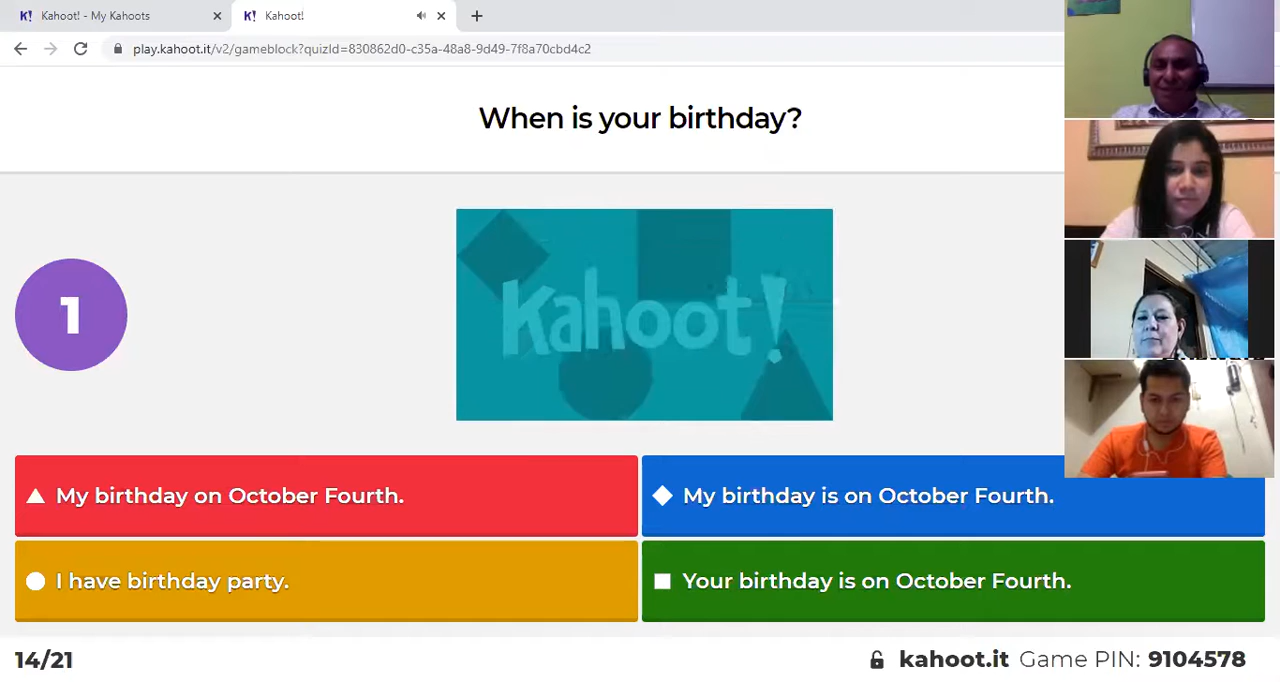 K! Kahoot! - My Kahoots
K! Kahoot!
play.kahoot.it/v2/gameblock?quizId=830862d0-c35a-48a8-9d49-7f8a70cbd4c2
When is your birthday?
1
Kahoot!
My birthday on October Fourth.
My birthday is on October Fourth.
I have birthday party.
Your birthday is on October Fourth.
14/21
kahoot.it Game PIN: 9104578